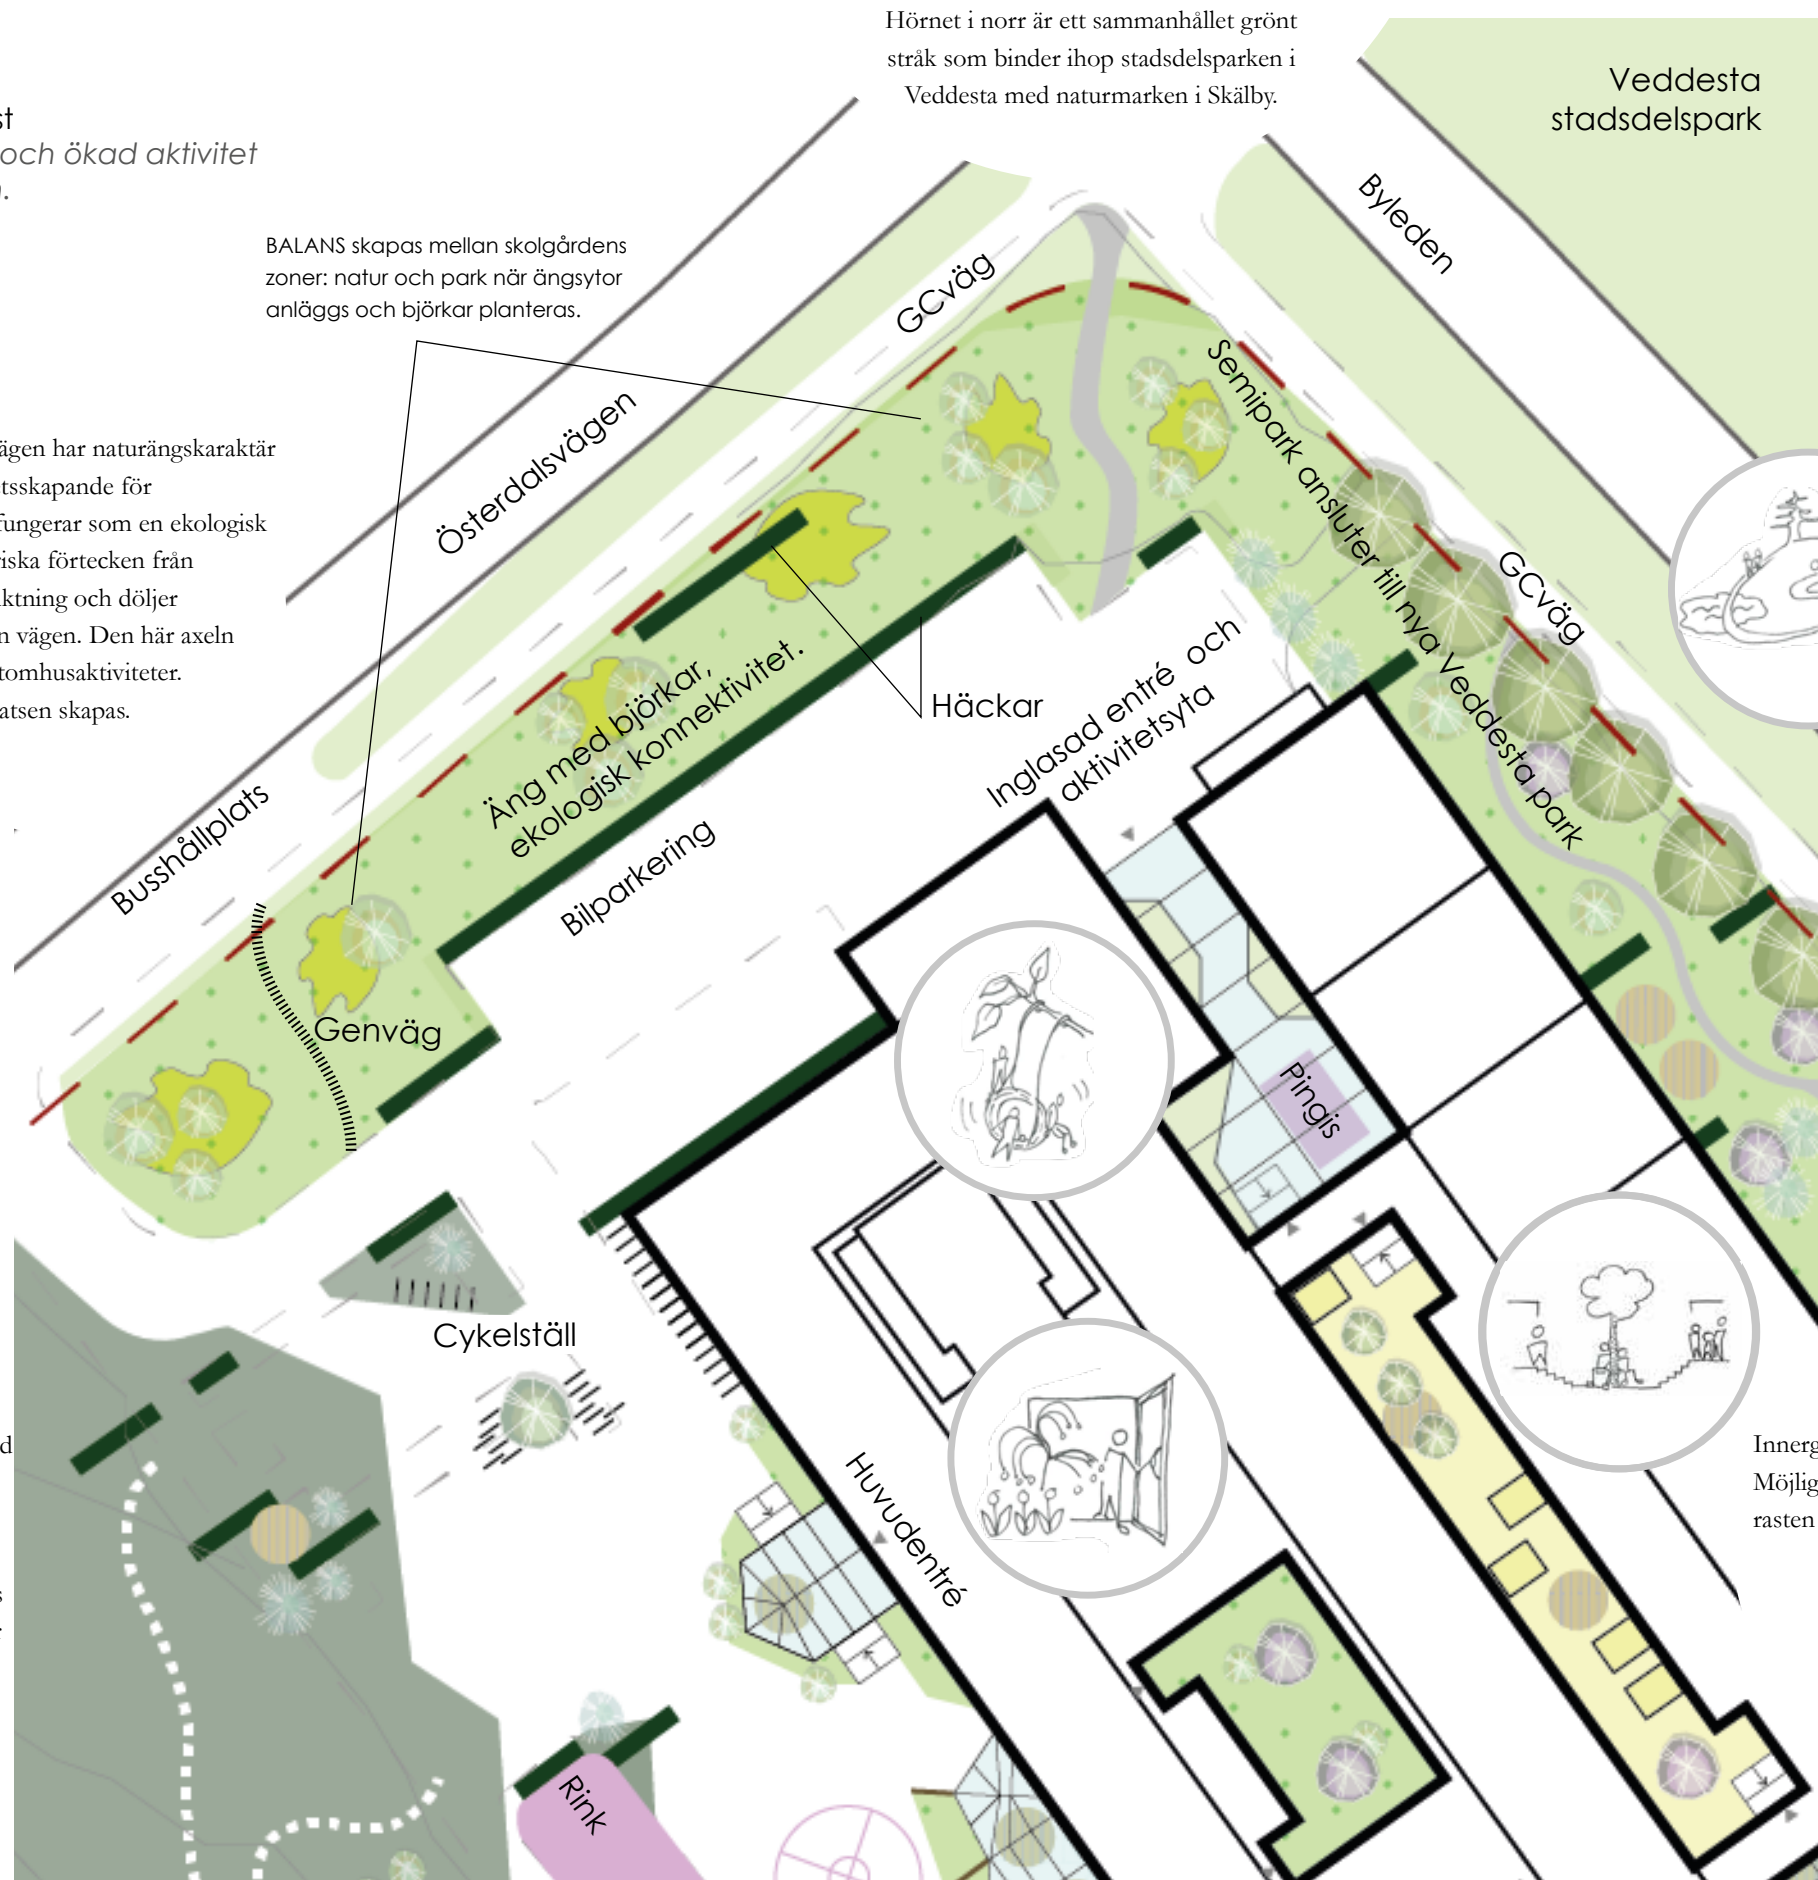 Hörnet i norr är ett sammanhållet grönt
stråk som binder ihop stadsdelsparken i
Veddesta med naturmarken i Skälby.
Veddesta
stadsdelspark
st
och ökad aktivitet
BALANS skapas mellan skolgårdens
zoner: natur och park när ängsytor
anläggs och björkar planteras.
Byleden
GCväg
Österdalsvägen
ägen har naturängskaraktär
etsskapande för
fungerar som en ekologisk
riska förtecken från
ktning och döljer
n vägen. Den här axeln
tomhusaktiviteter.
atsen skapas.
Semipark ansluter till nya Veddesta park
GCväg
Häckar
Äng med björkar,
ekologisk konnektivitet.
Inglasad entré och
aktivitetsyta
Busshållplats
Bilparkering
Genväg
Pingis
Cykelställ
Huvudentré
d
Innerg
Möjlig
rasten
s
Rink